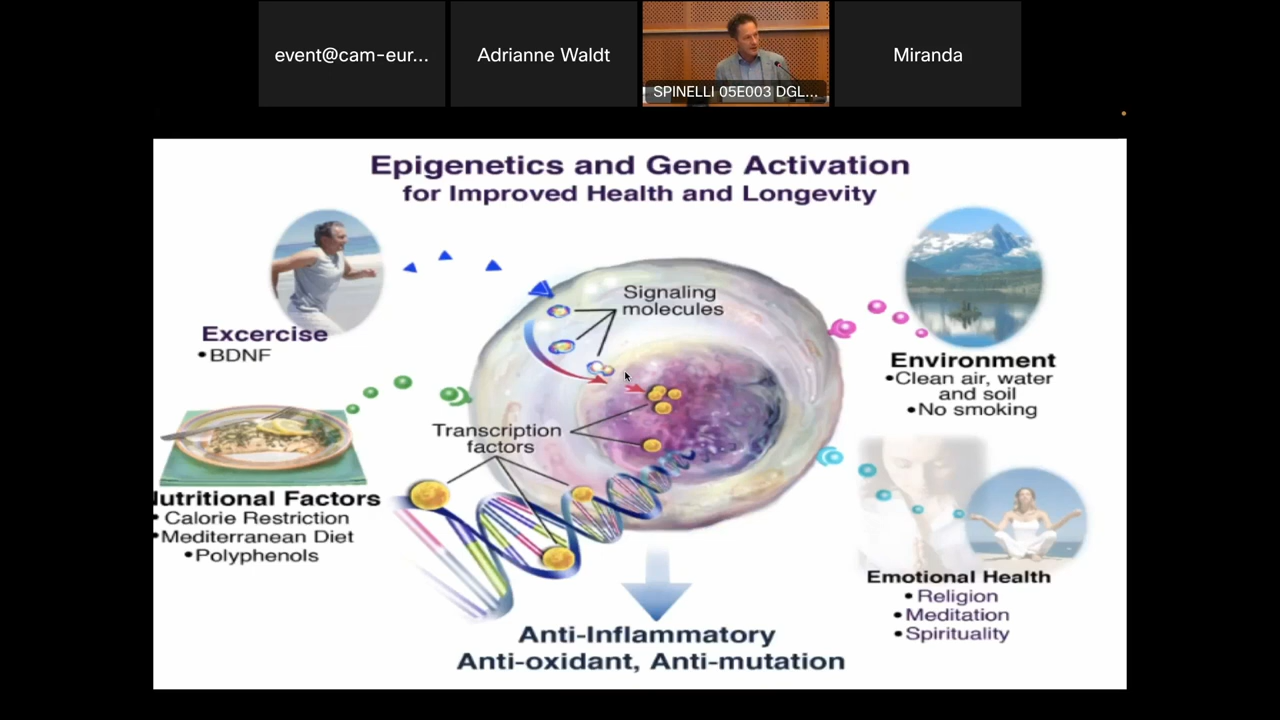 event@cam-eur...
Adrianne Waldt
SPINELLI 05E003 DGL...
Miranda
Epigenetics and Gene Activation
for Improved Health and Longevity
Signaling
molecules
Excercise
•BDNF
Environment
•Clean air, water
and soil
•No smoking
Transcription
factors
Nutritional Factors
• Calorie Restriction
•Mediterranean Diet
•Polyphenols
Emotional Health
• Religion
• Meditation
• Spirituality
Anti-Inflammatory
Anti-oxidant, Anti-mutation